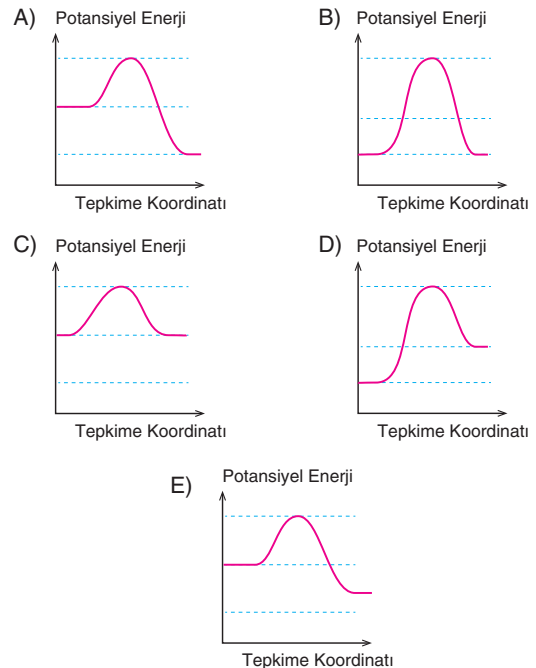 A) Potansiyel Enerji
Tepkime Koordinatı
B) Potansiyel Enerji
Tepkime Koordinatı
C) Potansiyel Enerji
Tepkime Koordinatı
D) Potansiyel Enerji
Tepkime Koordinatı
E) Potansiyel Enerji
Tepkime Koordinatı